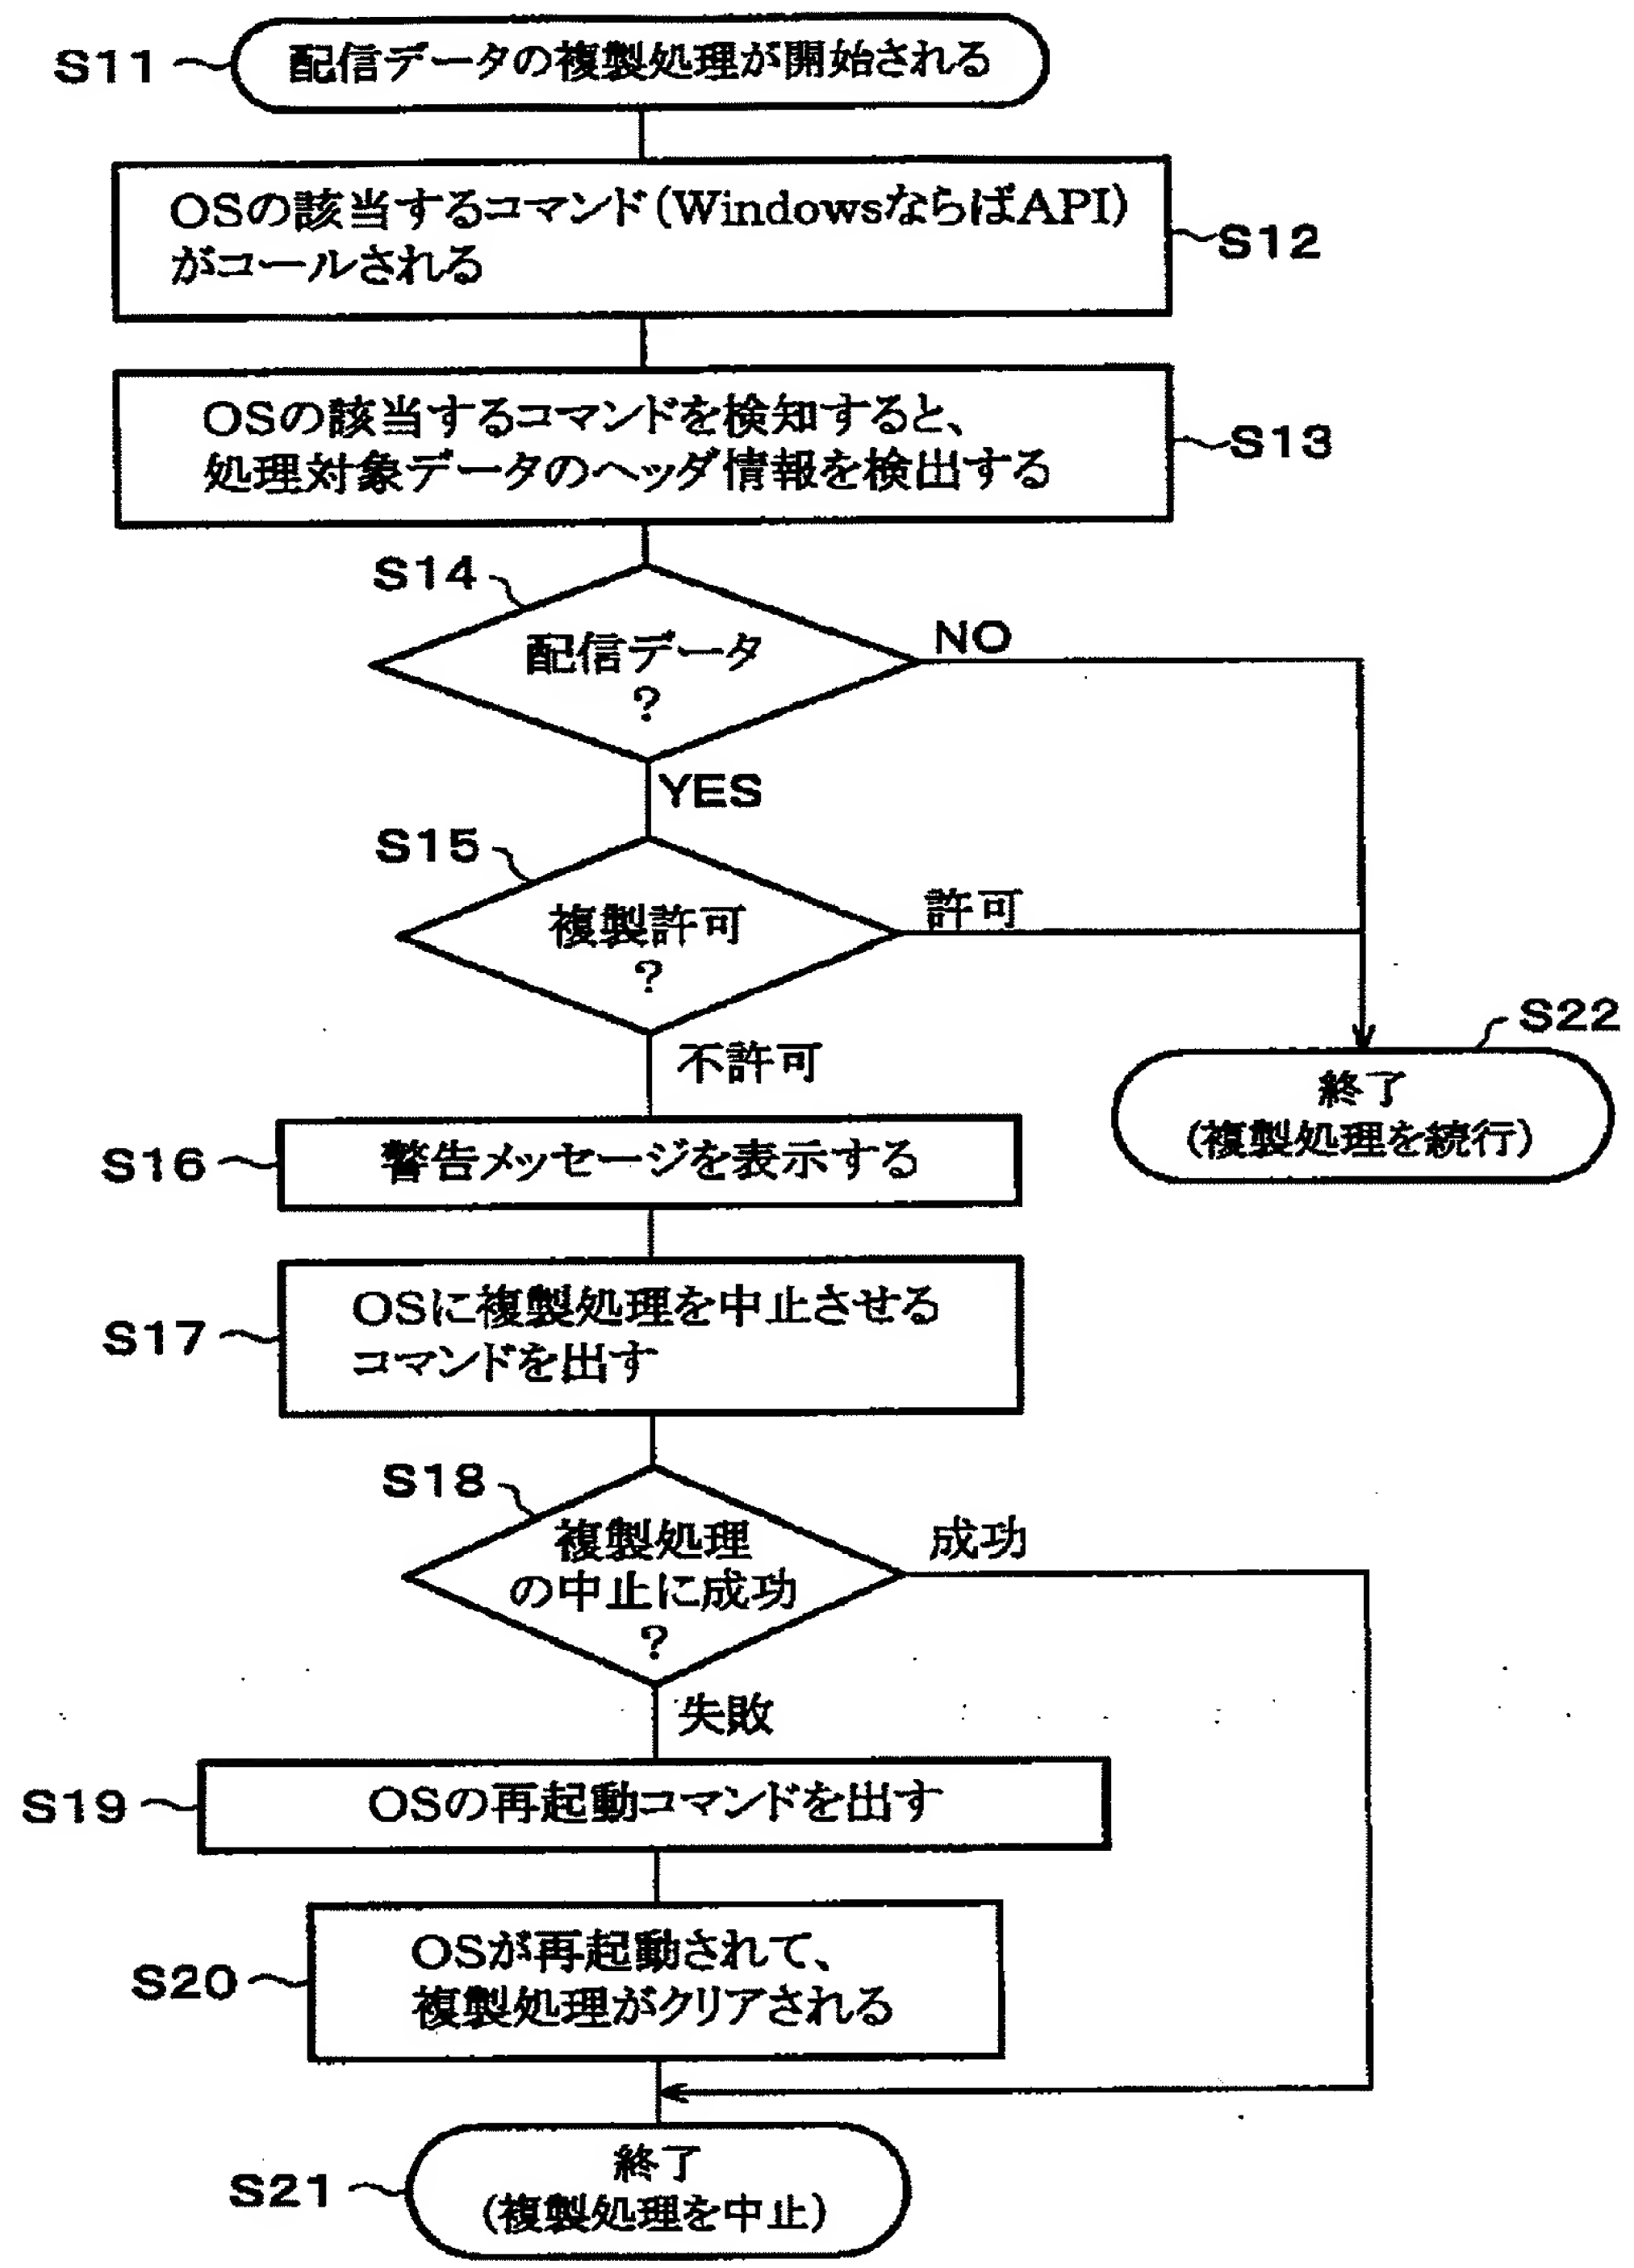 S11
配信データの複製処理が開始される
OSの該当するコマンド(WindowsならばAPI)
がコールされる
S12
OSの該当するコマンドを検知すると、
処理対象データのヘッダ情報を検出する
S13
S14
配信データ
?
NO
YES
S15
複製許可
?
許可
不許可
S22
終了
(複製処理を続行)
S16
警告メッセージを表示する
S17
OSに複製処理を中止させる
コマンドを出す
S18
複製処理
の中止に成功
?
成功
失敗
S19
OSの再起動コマンドを出す
S20
OSが再起動されて、
複製処理がクリアされる
S21
終了
(複製処理を中止)